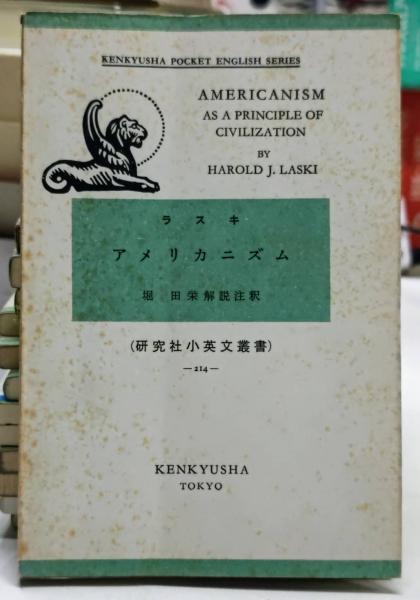 KENKYUSHA POCKET ENGLISH SERIES
AMERICANISM
AS A PRINCIPLE OF
CIVILIZATION
BY
HAROLD J. LASKI
ラスキ
アメリカニズム
堀 田栄解説注釈
(研究社小英文叢書)
—214—
KENKYUSHA
TOKYO